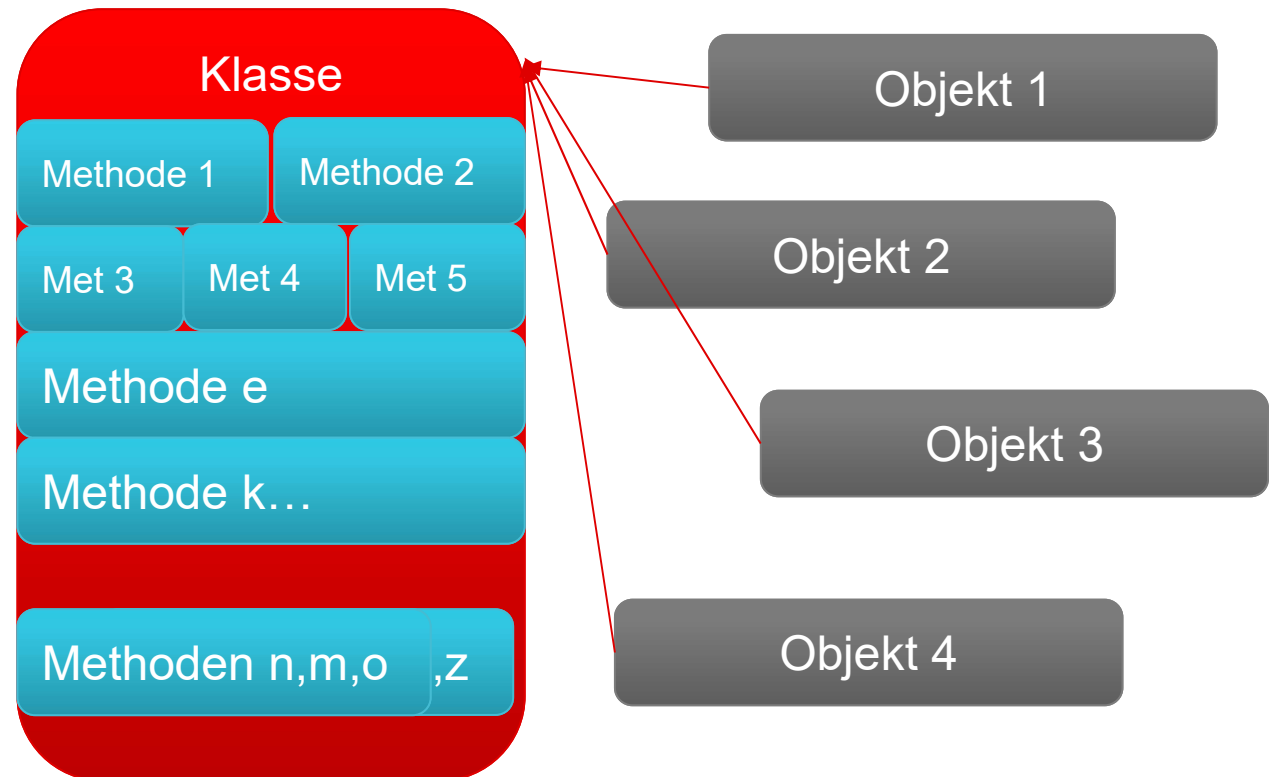 Klasse
Methode 1
Methode 2
Met 3
Met 4
Met 5
Methode e
Methode k…
Methoden n,m,o ,z
Objekt 1
Objekt 2
Objekt 3
Objekt 4